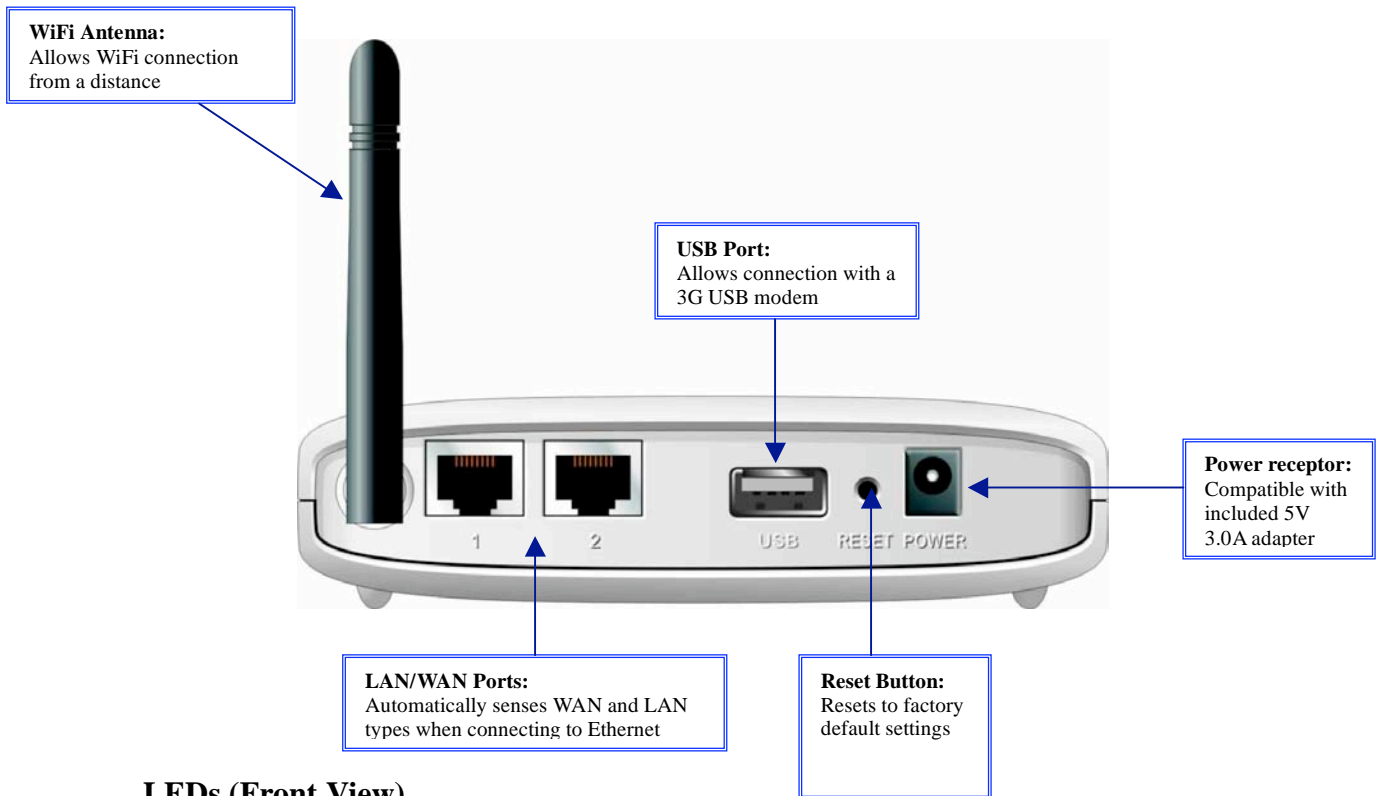 WiFi Antenna:
Allows WiFi connection
from a distance
USB Port:
Allows connection with a
3G USB modem
Power receptor:
Compatible with
included 5V
3.0A adapter
1
2
USB
RESET
POWER
LAN/WAN Ports:
Automatically senses WAN and LAN
types when connecting to Ethernet
Reset Button:
Resets to factory
default settings
LEDs (Front View)